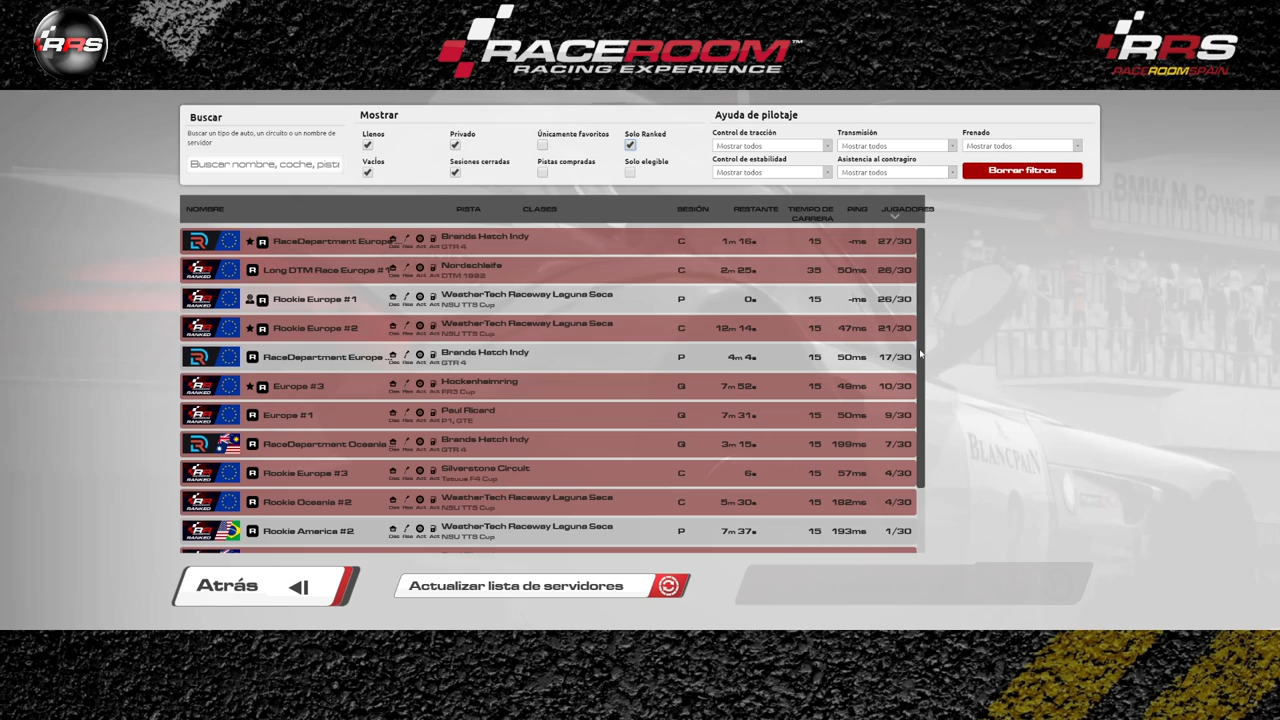 RRS
RACEROOM™
RACING EXPERIENCE
RRS
RACEROOMSPAIN
Buscar
Buscar un tipo de auto, un circuito o un nombre de servidor
Buscar nombre, coche, pista
Mostrar
Llenos
Privado
Únicamente favoritos
Solo Ranked
Vacíos
Sesiones cerradas
Pistas compradas
Solo elegible
Ayuda de pilotaje
Control de tracción
Transmisión
Frenado
Mostrar todos
Mostrar todos
Mostrar todos
Control de estabilidad
Asistencia al contragiro
Mostrar todos
Mostrar todos
Borrar filtros
NOMBRE PISTA CLASES SESIÓN RESTANTE TIEMPO DE CARRERA PING JUGADORES
R RaceDepartment Europe... Brands Hatch Indy GTR 4 C 1m 16s 15 -ms 27/30
RANKED R Long DTM Race Europe #1 Nordschleife DTM 1992 C 2m 25s 35 50ms 26/30
RANKED R Rookie Europe #1 WeatherTech Raceway Laguna Seca NSU TTS Cup P 0s 15 -ms 26/30
RANKED R Rookie Europe #2 WeatherTech Raceway Laguna Seca NSU TTS Cup C 12m 14s 15 47ms 21/30
R RaceDepartment Europe ... Brands Hatch Indy GTR 4 P 4m 4s 15 50ms 17/30
RANKED R Europe #3 Hockenheimring FR3 Cup Q 7m 52s 15 49ms 10/30
RANKED R Europe #1 Paul Ricard P1, GTE Q 7m 31s 15 50ms 9/30
R RaceDepartment Oceania Brands Hatch Indy GTR 4 Q 3m 15s 15 199ms 7/30
RANKED R Rookie Europe #3 Silverstone Circuit Tatuus F4 Cup C 6s 15 57ms 4/30
RANKED R Rookie Oceania #2 WeatherTech Raceway Laguna Seca NSU TTS Cup C 5m 30s 15 182ms 4/30
RANKED R Rookie America #2 WeatherTech Raceway Laguna Seca NSU TTS Cup P 7m 37s 15 193ms 1/30
BMW M Power
BLANCPAIN
Atrás
Actualizar lista de servidores